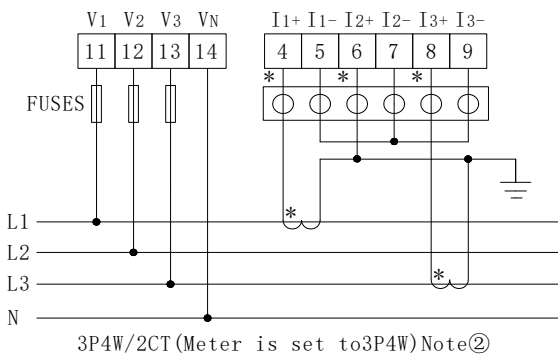 V1 V2 V3 VN I1+ I1- I2+ I2- I3+ I3-
11 12 13 14 4 5 6 7 8 9
* * *
FUSES
L1 *
L2
L3 *
N
3P4W/2CT(Meter is set to3P4W)Note②